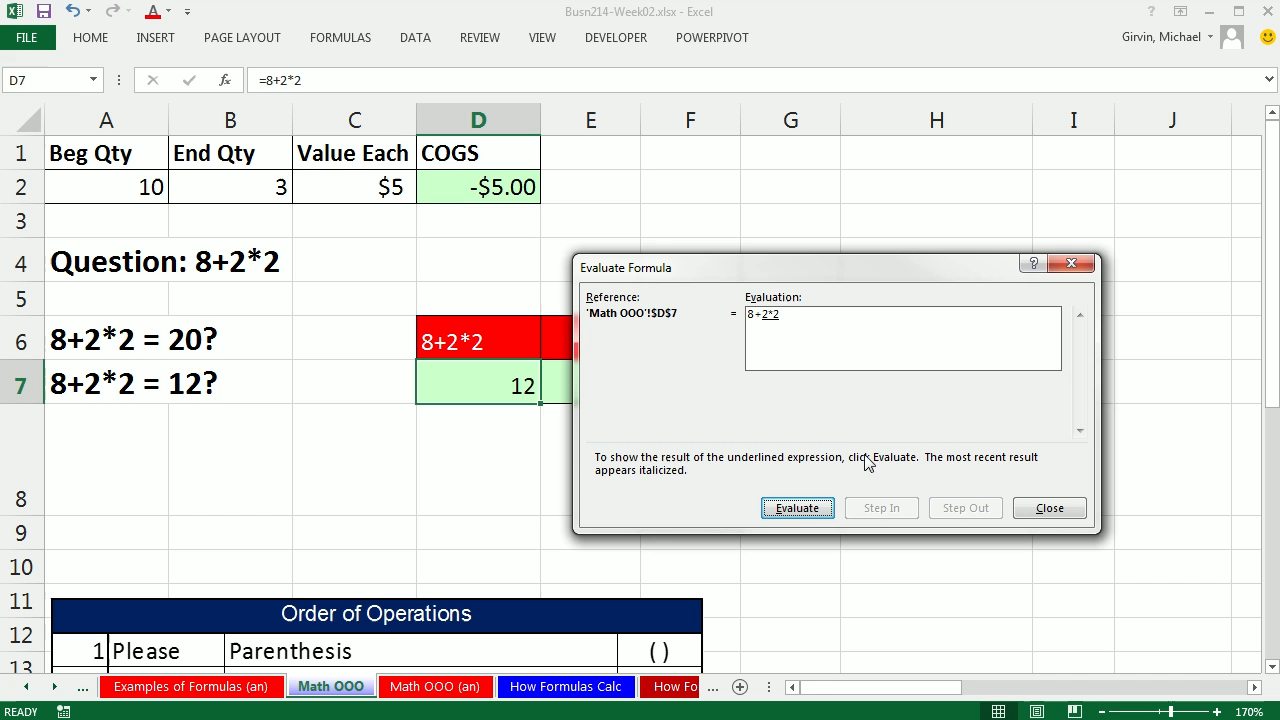 Busn214-Week02.xlsx - Excel
FILE HOME INSERT PAGE LAYOUT FORMULAS DATA REVIEW VIEW DEVELOPER POWERPIVOT Girvin, Michael
D7 fx =8+2*2
A B C D E F G H I J
1 Beg Qty End Qty Value Each COGS
2 10 3 $5 -$5.00
3
4 Question: 8+2*2
5
6 8+2*2 = 20? 8+2*2
7 8+2*2 = 12? 12
8
9
10
11 Order of Operations
12 1 Please Parenthesis ( )
13
Evaluate Formula
Reference: Evaluation:
'Math OOO'!$D$7 = 8+2*2
To show the result of the underlined expression, click Evaluate. The most recent result
appears italicized.
Evaluate Step In Step Out Close
... Examples of Formulas (an) Math OOO Math OOO (an) How Formulas Calc How Fo ...
READY 170%